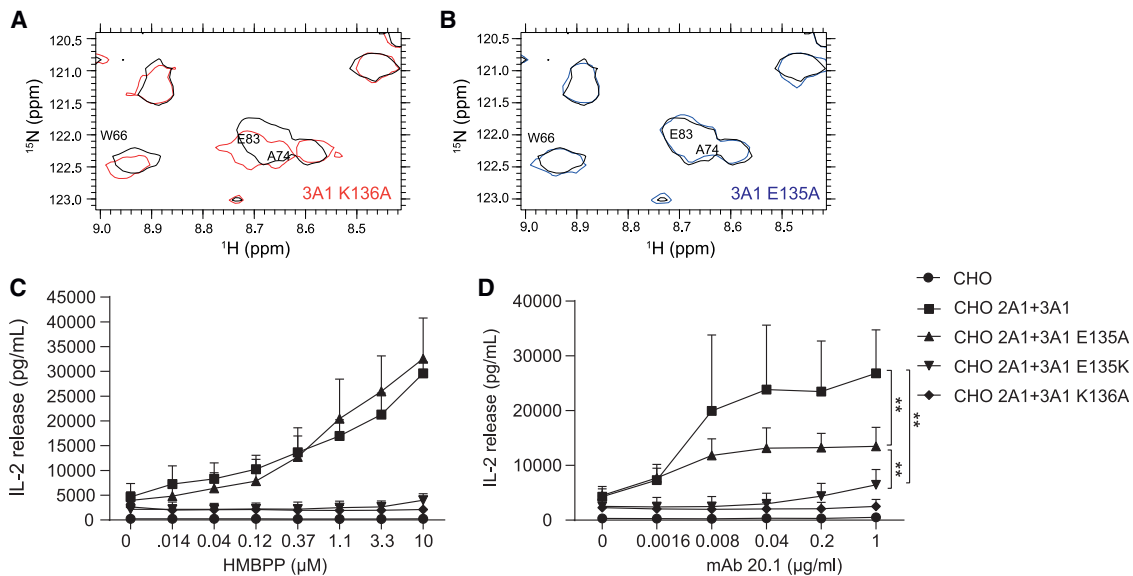 A
120.5
121.0
121.5
122.0
122.5
123.0
15N (ppm)
W66
E83
A74
3A1 K136A
9.0 8.9 8.8 8.7 8.6 8.5
1H (ppm)
B
120.5
121.0
121.5
122.0
122.5
123.0
15N (ppm)
W66
E83
A74
3A1 E135A
9.0 8.9 8.8 8.7 8.6 8.5
1H (ppm)
C
45000
40000
35000
30000
25000
20000
15000
10000
5000
0
IL-2 release (pg/mL)
0 .014 0.04 0.12 0.37 1.1 3.3 10
HMBPP (µM)
D
40000
30000
20000
10000
0
IL-2 release (pg/mL)
0 0.0016 0.008 0.04 0.2 1
mAb 20.1 (µg/ml)
**
**
**
CHO
CHO 2A1+3A1
CHO 2A1+3A1 E135A
CHO 2A1+3A1 E135K
CHO 2A1+3A1 K136A